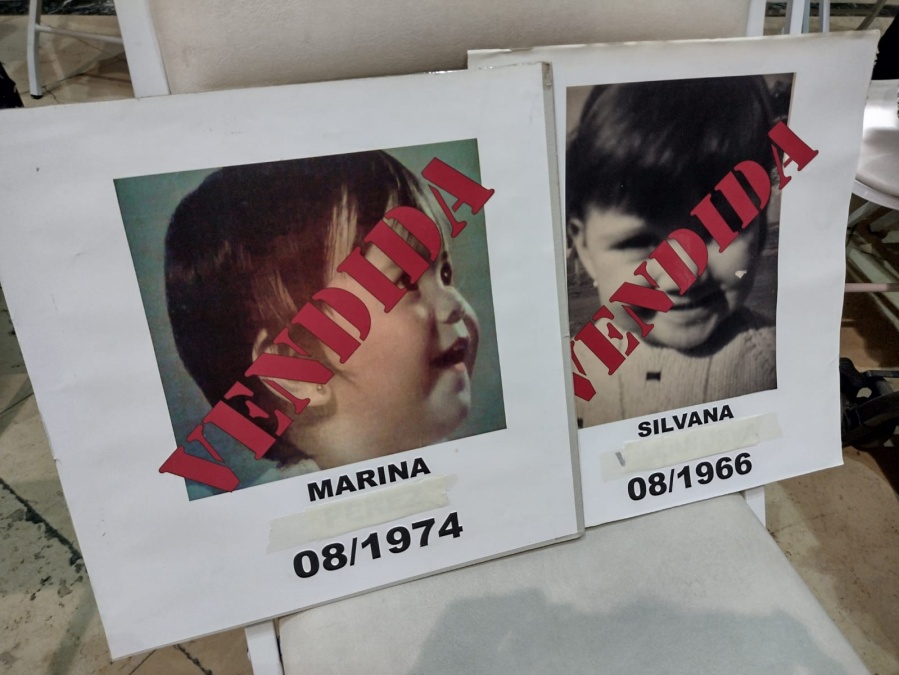 VENDIDA
MARINA
08/1974
VENDIDA
SILVANA
08/1966